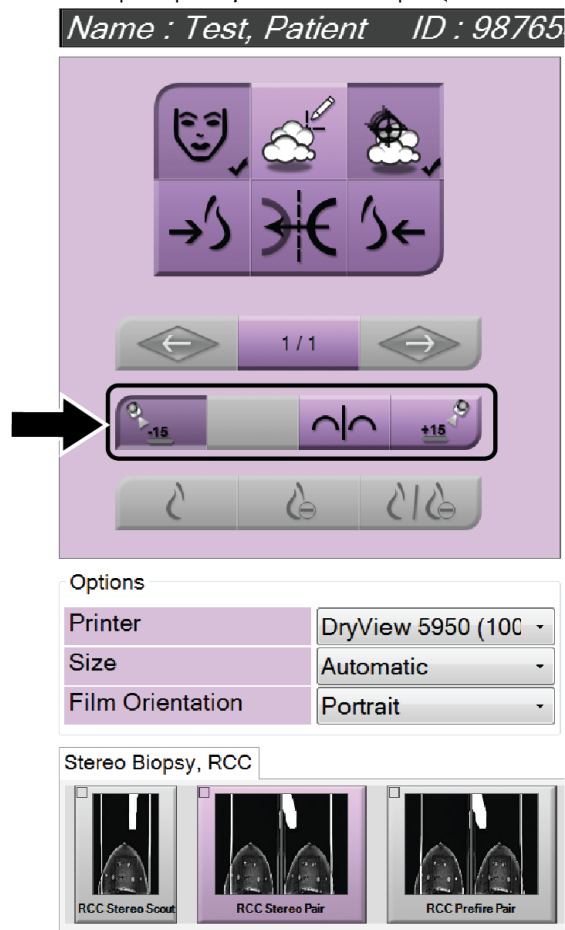 Name : Test, Patient ID : 98765
1 / 1
-15 +15
Options
Printer DryView 5950 (100
Size Automatic
Film Orientation Portrait
Stereo Biopsy, RCC
RCC Stereo Scout RCC Stereo Pair RCC Prefire Pair